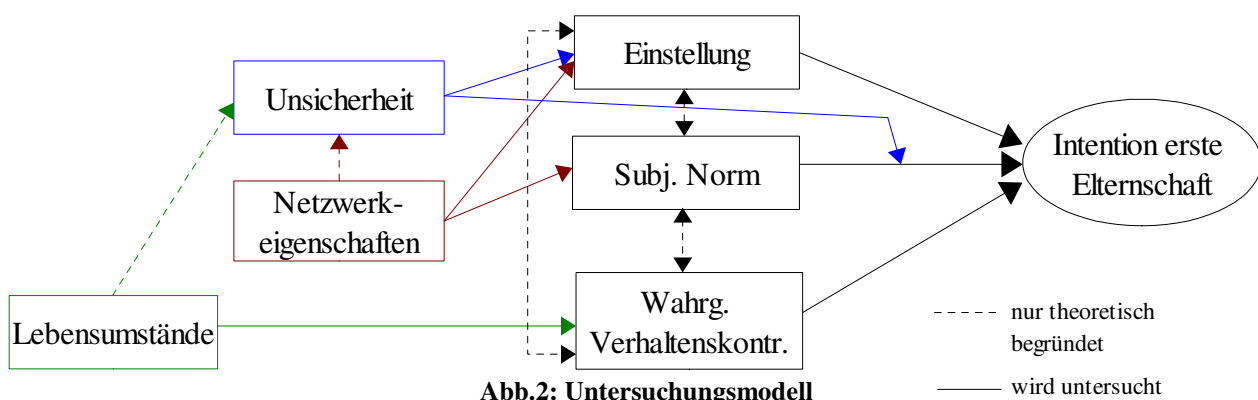 Einstellung
Unsicherheit
Subj. Norm
Intention erste
Elternschaft
Netzwerk-
eigenschaften
Wahrg.
Verhaltenskontr.
Lebensumstände
nur theoretisch
begründet
wird untersucht
Abb.2: Untersuchungsmodell